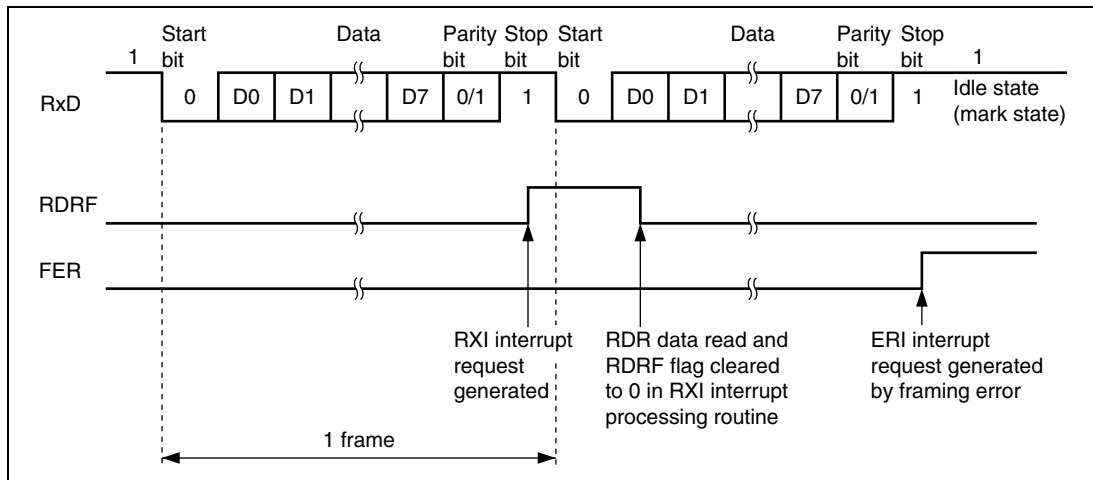 Start bit Data Parity bit Stop bit Start bit Data Parity bit Stop bit
1 1
RxD 0 D0 D1 D7 0/1 1 0 D0 D1 D7 0/1 1 Idle state (mark state)
RDRF
FER
RXI interrupt request generated
RDR data read and RDRF flag cleared to 0 in RXI interrupt processing routine
ERI interrupt request generated by framing error
1 frame